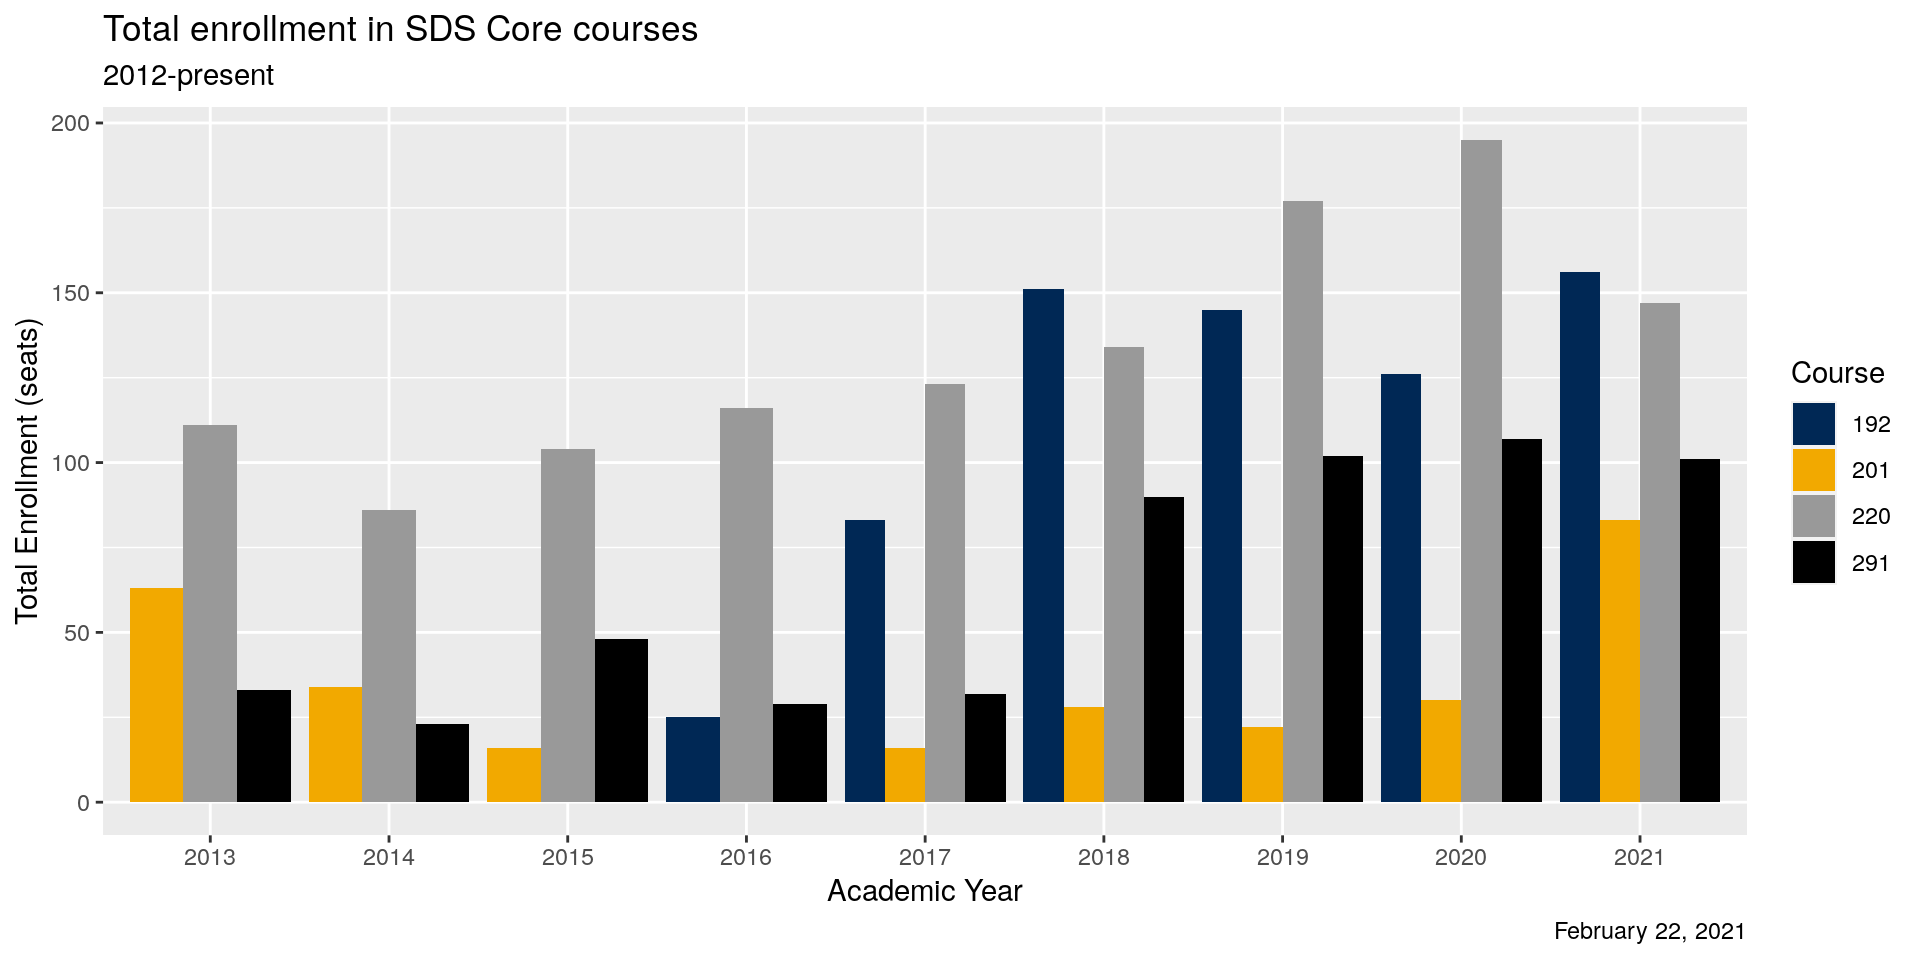 Total enrollment in SDS Core courses
2012-present
200
150
100
50
0
Total Enrollment (seats)
2013 2014 2015 2016 2017 2018 2019 2020 2021
Academic Year
Course
192
201
220
291
February 22, 2021